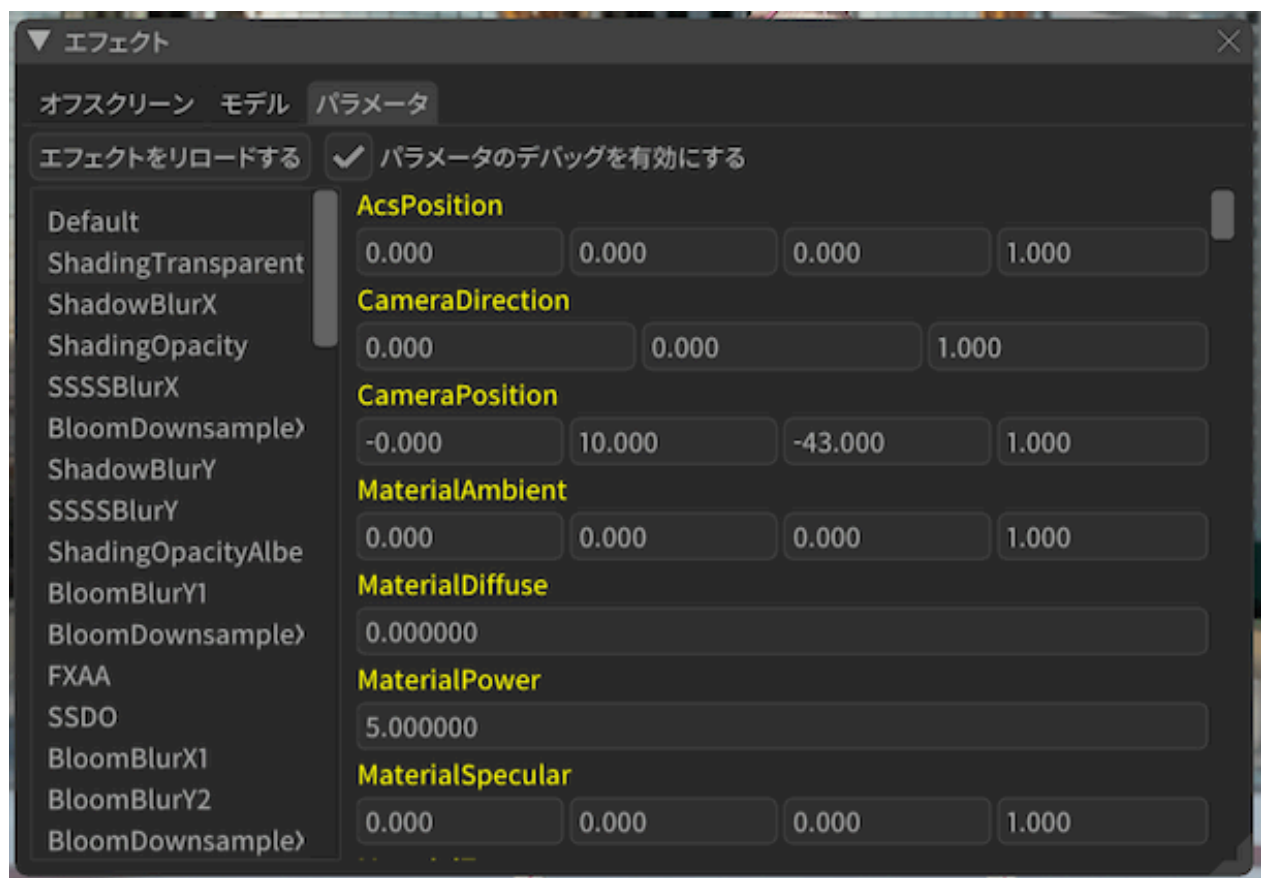 エフェクト
オフスクリーン モデル パラメータ
エフェクトをリロードする パラメータのデバッグを有効にする
Default
ShadingTransparent
ShadowBlurX
ShadingOpacity
SSSSBlurX
BloomDownsampleX
ShadowBlurY
SSSSBlurY
ShadingOpacityAlbe
BloomBlurY1
BloomDownsampleX
FXAA
SSDO
BloomBlurX1
BloomBlurY2
BloomDownsampleX
AcsPosition
0.000 0.000 0.000 1.000
CameraDirection
0.000 0.000 1.000
CameraPosition
-0.000 10.000 -43.000 1.000
MaterialAmbient
0.000 0.000 0.000 1.000
MaterialDiffuse
0.000000
MaterialPower
5.000000
MaterialSpecular
0.000 0.000 0.000 1.000